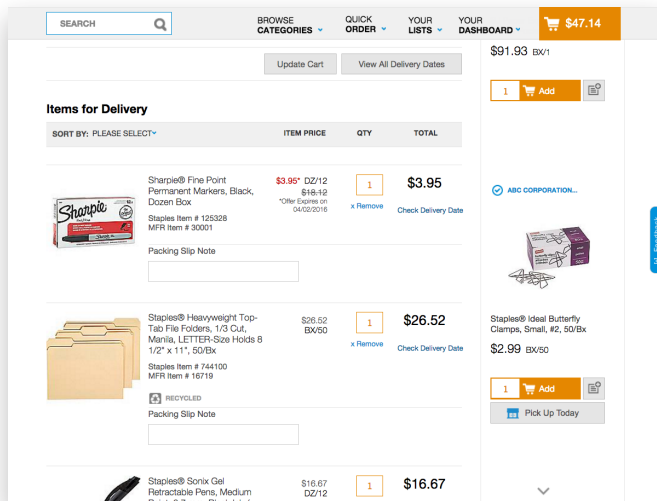 SEARCH
BROWSE
CATEGORIES
QUICK
ORDER
YOUR
LISTS
YOUR
DASHBOARD
$47.14
Update Cart
View All Delivery Dates
$91.93 BX/1
1 Add
Items for Delivery
SORT BY: PLEASE SELECT
ITEM PRICE
QTY
TOTAL
Sharpie
Sharpie® Fine Point
Permanent Markers, Black,
Dozen Box
Staples Item # 125328
MFR Item # 30001
Packing Slip Note
$3.95* DZ/12
$18.12
*Offer Expires on
04/02/2016
1
x Remove
$3.95
Check Delivery Date
ABC CORPORATION...
Staples® Heavyweight Top-
Tab File Folders, 1/3 Cut,
Manila, LETTER-Size Holds 8
1/2" x 11", 50/Bx
Staples Item # 744100
MFR Item # 16719
RECYCLED
Packing Slip Note
$26.52
BX/50
1
x Remove
$26.52
Check Delivery Date
Staples® Ideal Butterfly
Clamps, Small, #2, 50/Bx
$2.99 BX/50
1 Add
Pick Up Today
Staples® Sonix Gel
Retractable Pens, Medium
$16.67
DZ/12
1
$16.67